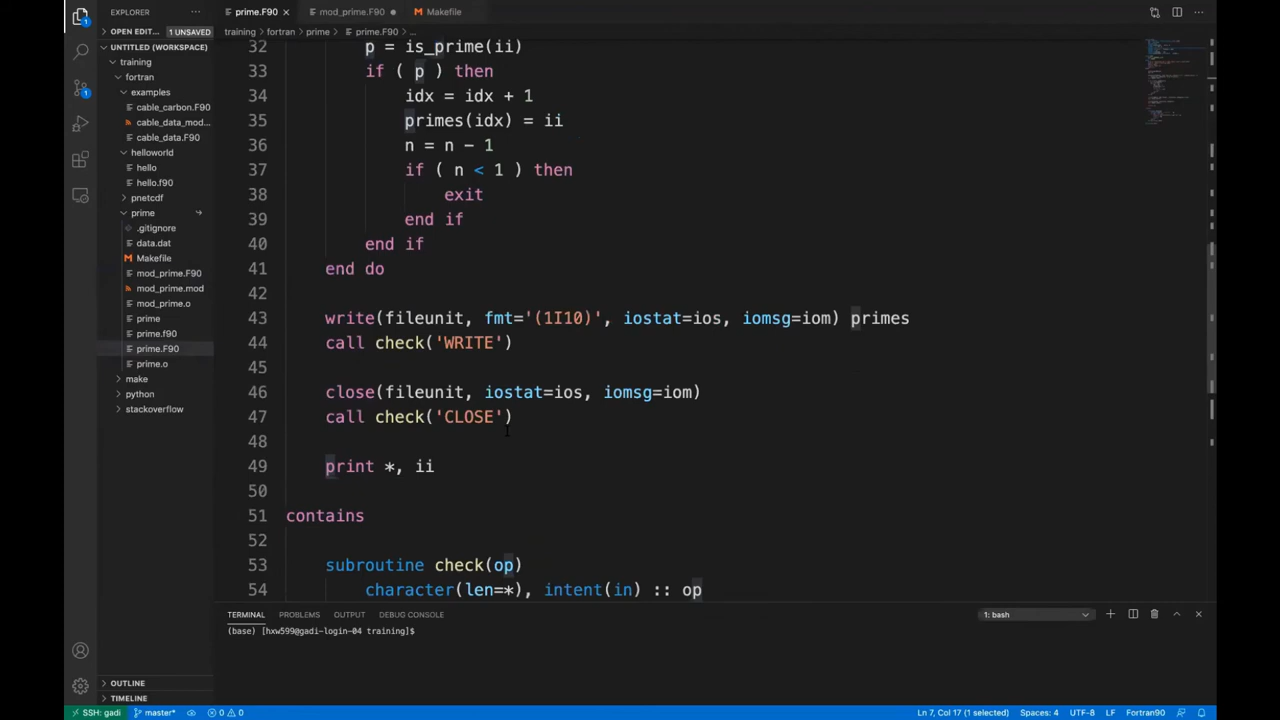 EXPLORER
prime.F90
mod_prime.F90
Makefile
OPEN EDIT... 1 UNSAVED
training > fortran > prime > prime.F90 > ...
UNTITLED (WORKSPACE)
training
fortran
examples
cable_carbon.F90
cable_data_mod...
cable_data.F90
helloworld
hello
hello.f90
pnetcdf
prime
.gitignore
data.dat
Makefile
mod_prime.F90
mod_prime.mod
mod_prime.o
prime
prime.f90
prime.F90
prime.o
make
python
stackoverflow
OUTLINE
TIMELINE
32 p = is_prime(ii)
33 if ( p ) then
34 idx = idx + 1
35 primes(idx) = ii
36 n = n - 1
37 if ( n < 1 ) then
38 exit
39 end if
40 end if
41 end do
42
43 write(fileunit, fmt='(1I10)', iostat=ios, iomsg=iom) primes
44 call check('WRITE')
45
46 close(fileunit, iostat=ios, iomsg=iom)
47 call check('CLOSE')
48
49 print *, ii
50
51 contains
52
53 subroutine check(op)
54 character(len=*), intent(in) :: op
TERMINAL PROBLEMS OUTPUT DEBUG CONSOLE
1: bash
(base) [hxw599@gadi-login-04 training]$
SSH: gadi master* 0 0 Ln 7, Col 17 (1 selected) Spaces: 4 UTF-8 LF Fortran90